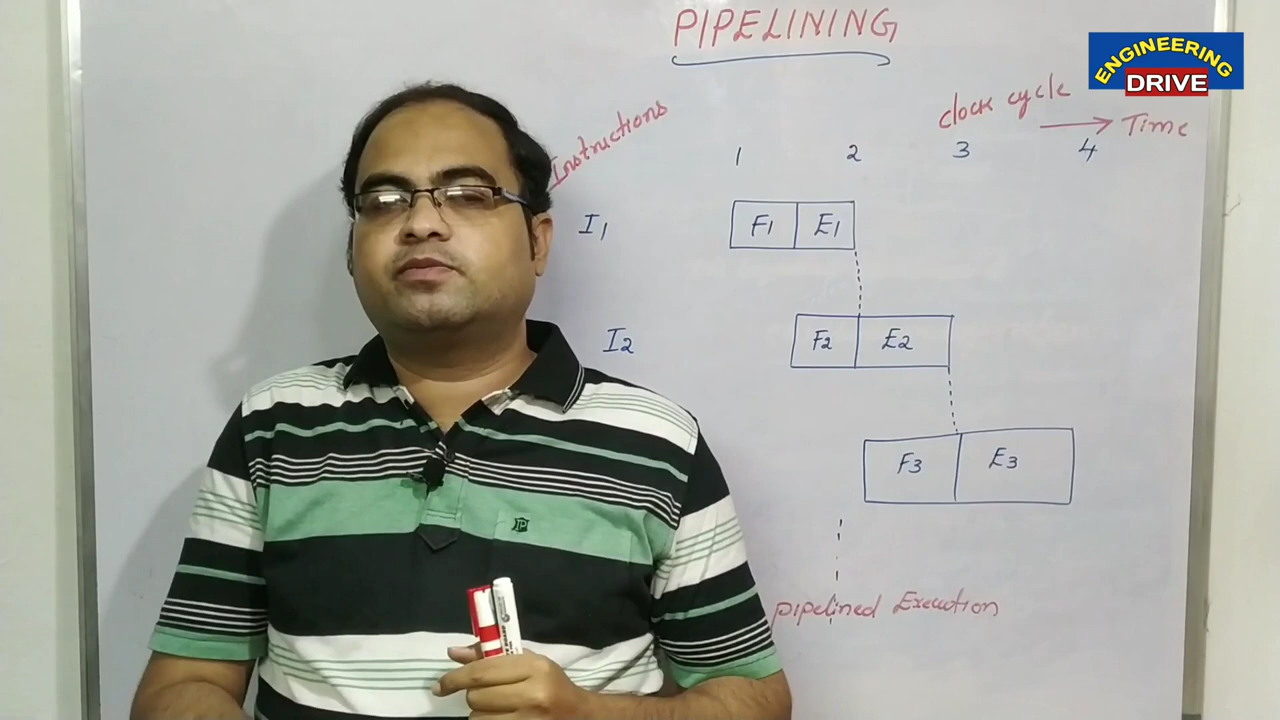 PIPELINING
ENGINEERING
DRIVE
clock cycle
Time
Instructions
1 2 3 4
I1 F1 E1
I2 F2 E2
F3 E3
pipelined Execution